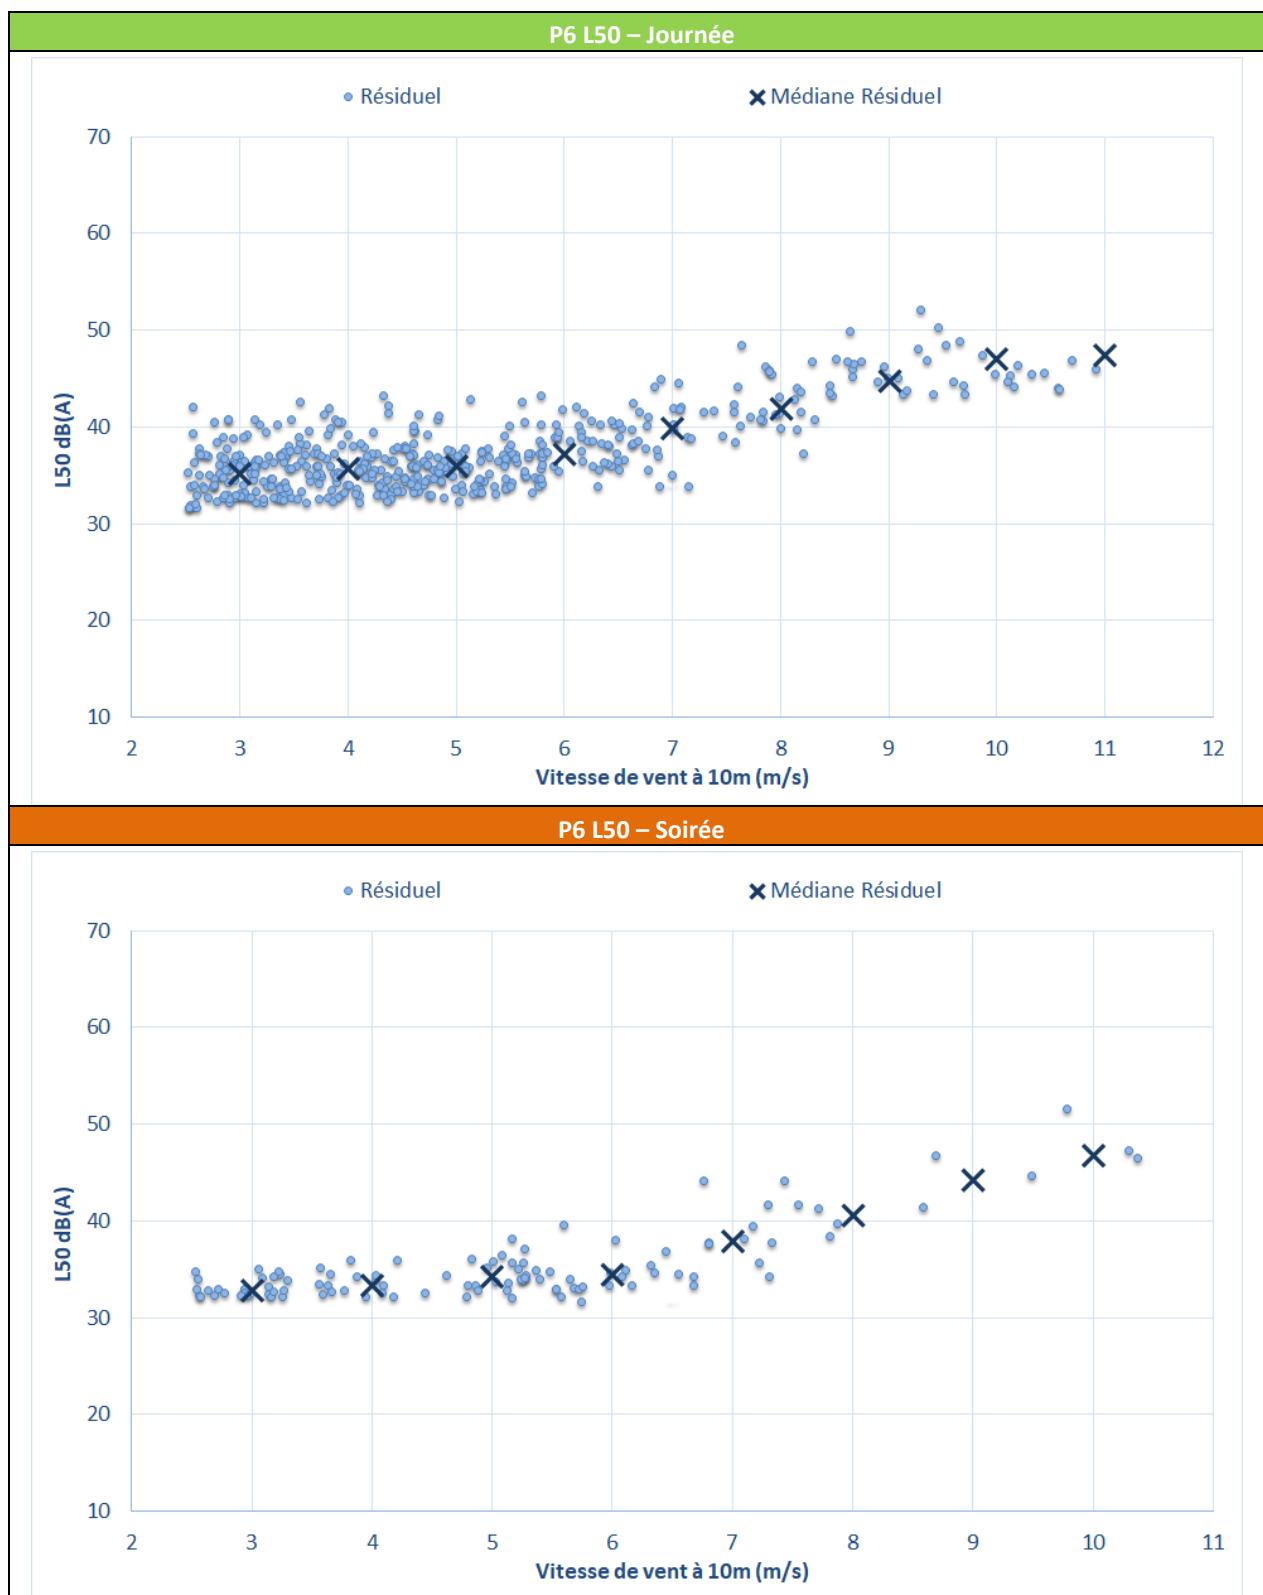 P6 L50 – Journée
Résiduel
Médiane Résiduel
70
60
50
40
30
20
10
L50 dB(A)
2 3 4 5 6 7 8 9 10 11 12
Vitesse de vent à 10m (m/s)
P6 L50 – Soirée
Résiduel
Médiane Résiduel
70
60
50
40
30
20
10
L50 dB(A)
2 3 4 5 6 7 8 9 10 11
Vitesse de vent à 10m (m/s)